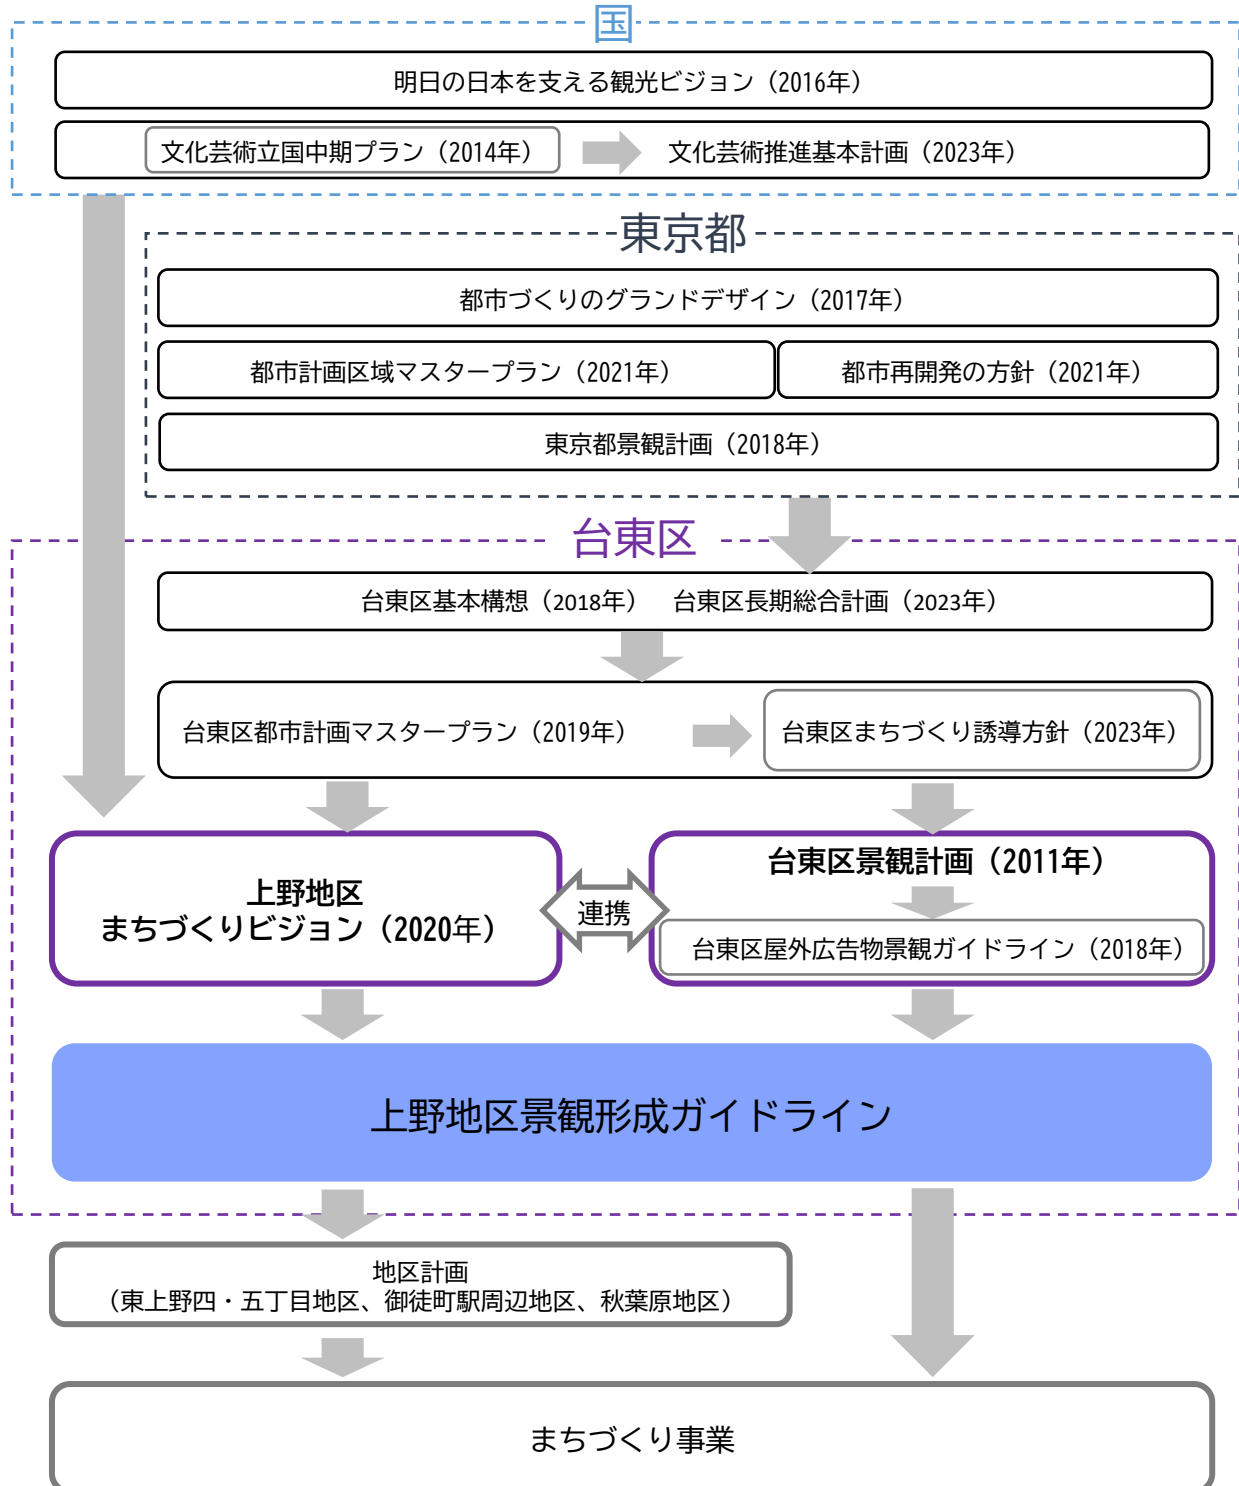 国
明日の日本を支える観光ビジョン（2016年）
文化芸術立国中期プラン（2014年）
文化芸術推進基本計画（2023年）
東京都
都市づくりのグランドデザイン（2017年）
都市計画区域マスタープラン（2021年）
都市再開発の方針（2021年）
東京都景観計画（2018年）
台東区
台東区基本構想（2018年）　台東区長期総合計画（2023年）
台東区都市計画マスタープラン（2019年）
台東区まちづくり誘導方針（2023年）
上野地区
まちづくりビジョン（2020年）
連携
台東区景観計画（2011年）
台東区屋外広告物景観ガイドライン（2018年）
上野地区景観形成ガイドライン
地区計画
（東上野四・五丁目地区、御徒町駅周辺地区、秋葉原地区）
まちづくり事業